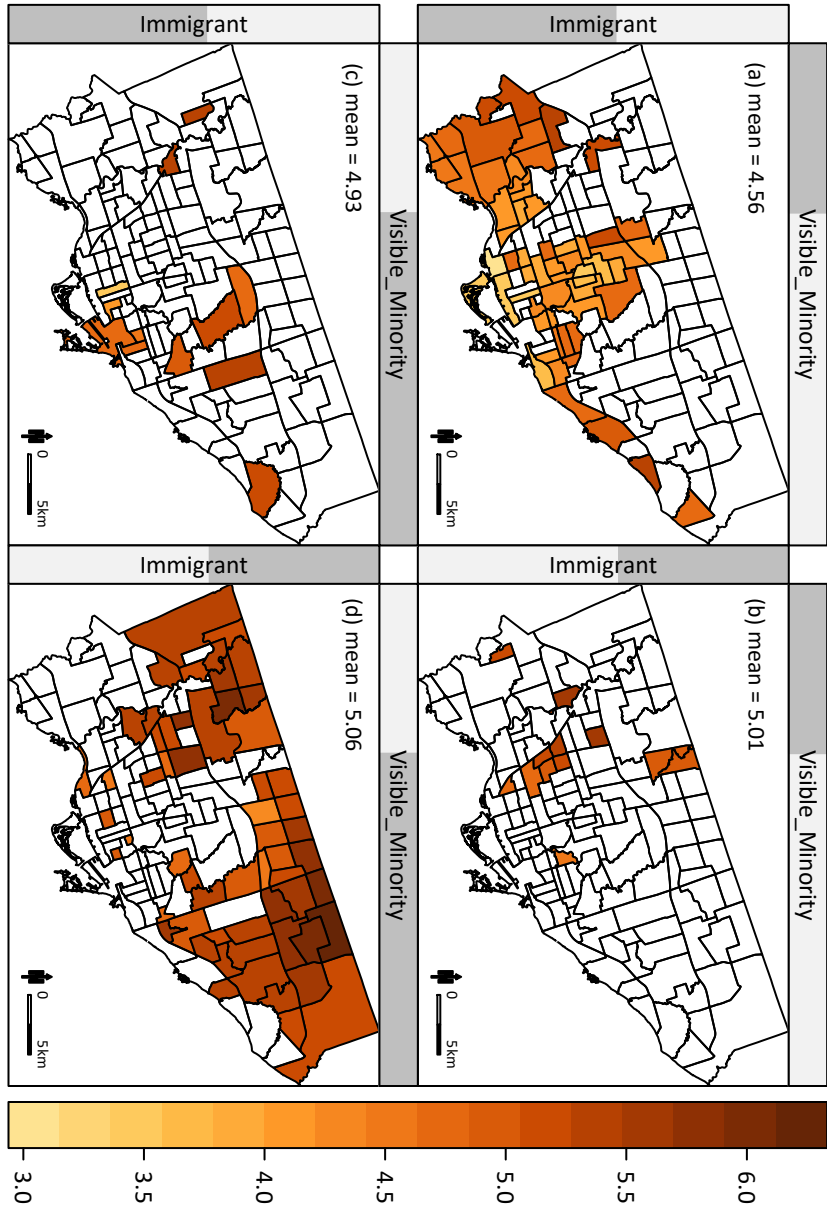 Visible_Minority
Immigrant
(a) mean = 4.56
N
0
5km
Visible_Minority
Immigrant
(b) mean = 5.01
N
0
5km
Visible_Minority
Immigrant
(c) mean = 4.93
N
0
5km
Visible_Minority
Immigrant
(d) mean = 5.06
N
0
5km
3.0
3.5
4.0
4.5
5.0
5.5
6.0